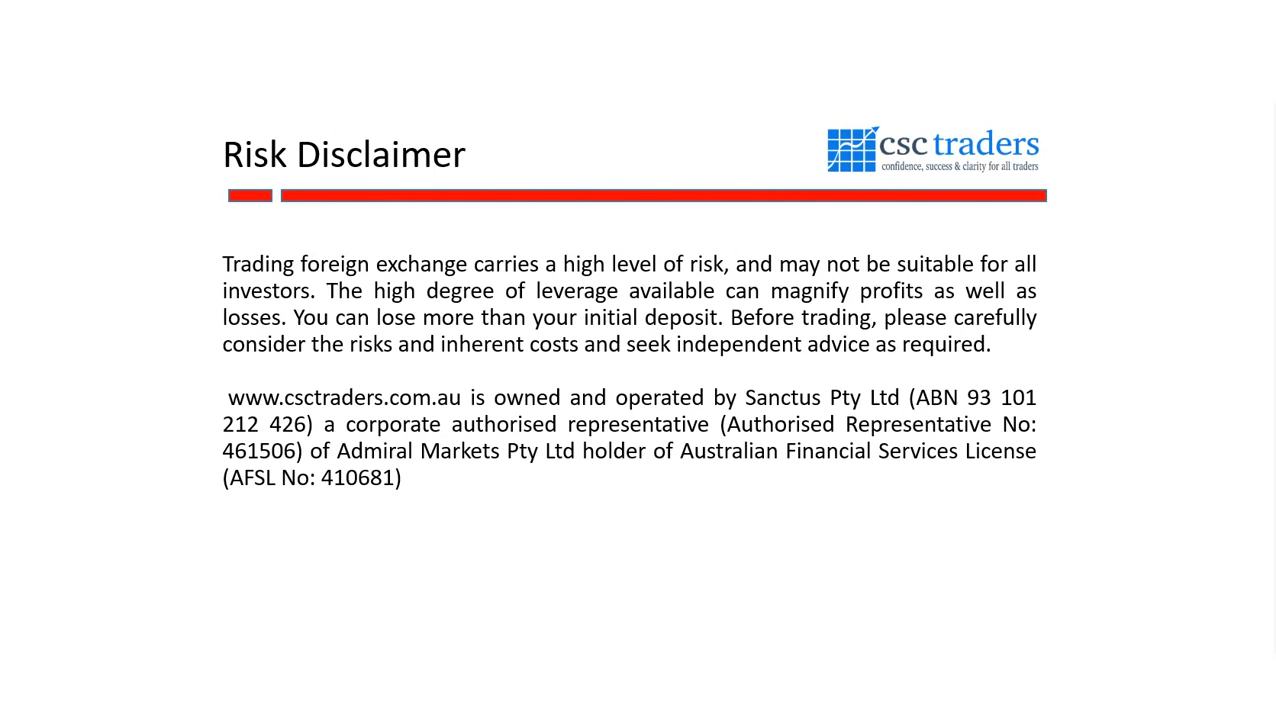 Risk Disclaimer
csc traders
confidence, success & clarity for all traders
Trading foreign exchange carries a high level of risk, and may not be suitable for all
investors. The high degree of leverage available can magnify profits as well as
losses. You can lose more than your initial deposit. Before trading, please carefully
consider the risks and inherent costs and seek independent advice as required.
www.csctraders.com.au is owned and operated by Sanctus Pty Ltd (ABN 93 101
212 426) a corporate authorised representative (Authorised Representative No:
461506) of Admiral Markets Pty Ltd holder of Australian Financial Services License
(AFSL No: 410681)